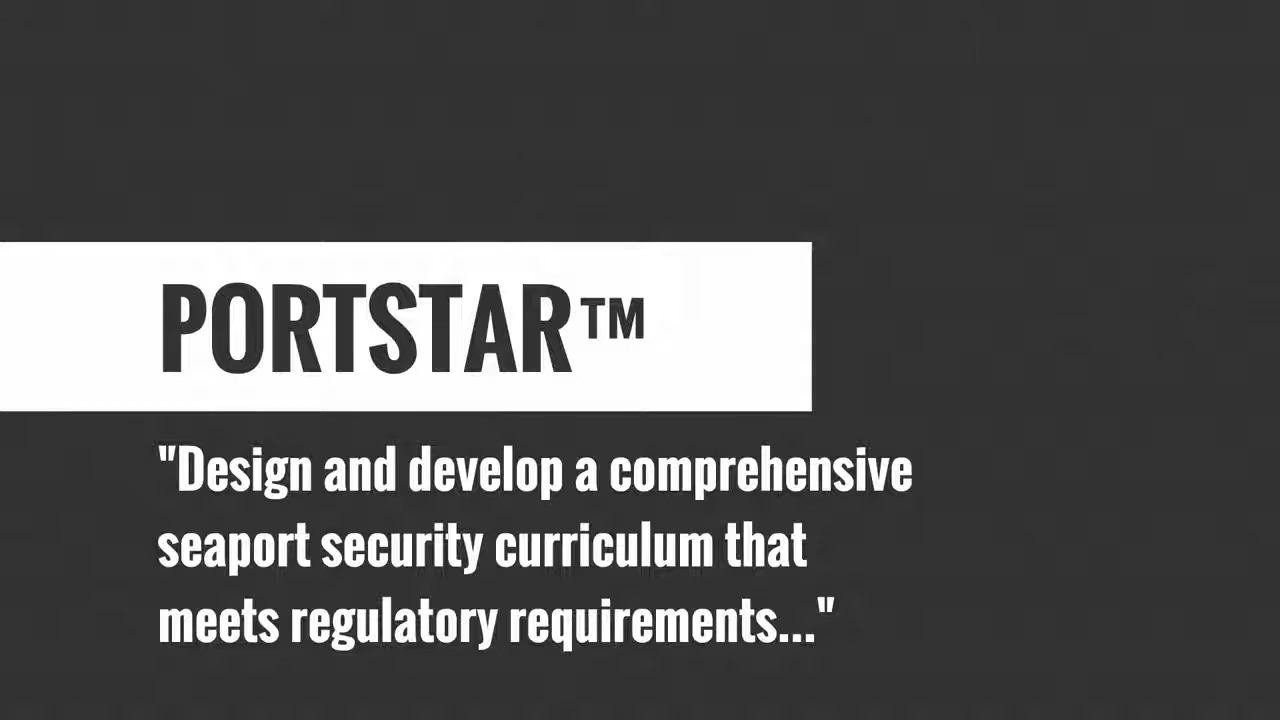 PORTSTAR™
"Design and develop a comprehensive
seaport security curriculum that
meets regulatory requirements..."